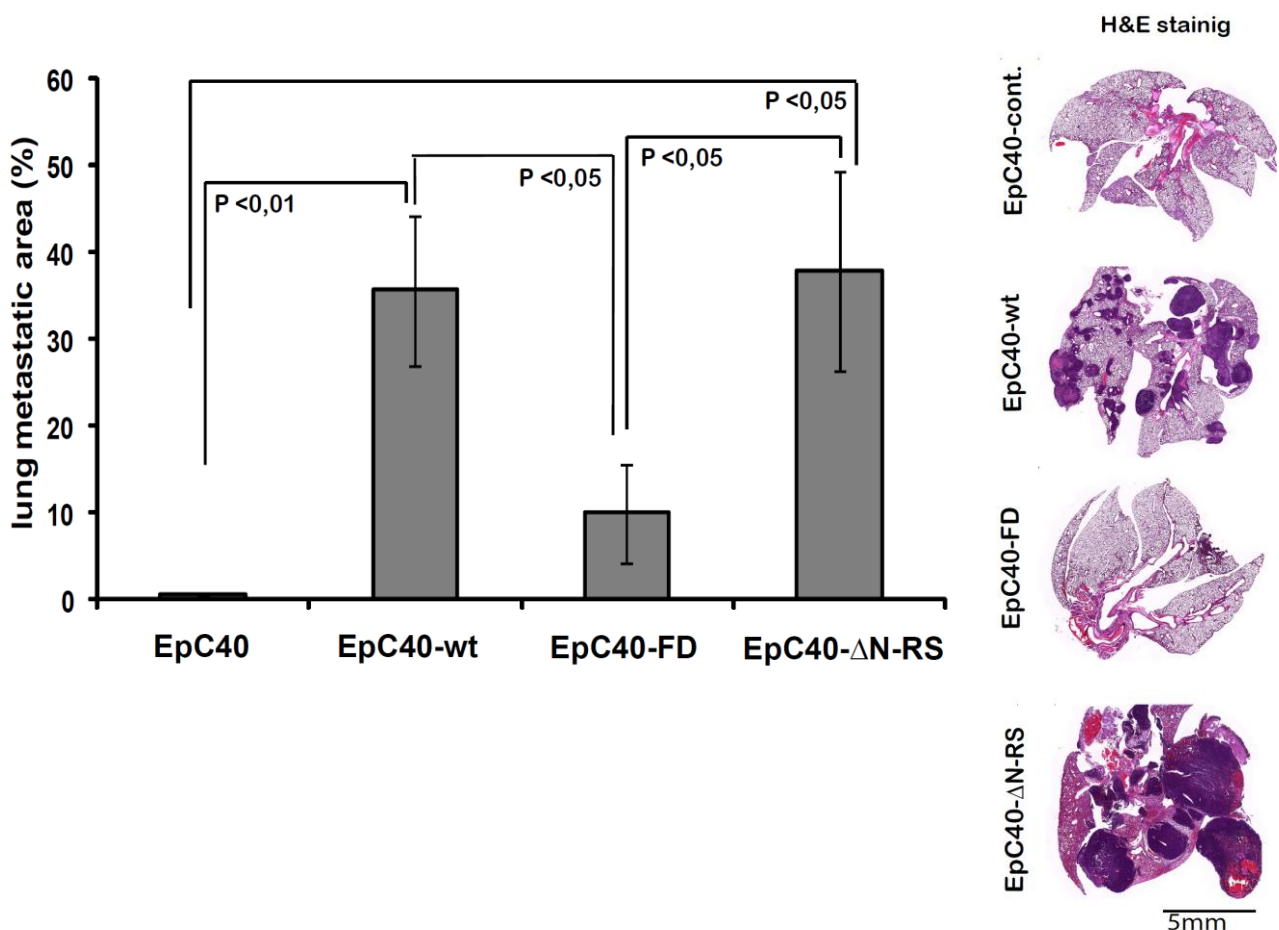 H&E stainig
lung metastatic area (%)
60
50
40
30
20
10
0
P <0,05
P <0,05
P <0,05
P <0,01
EpC40
EpC40-wt
EpC40-FD
EpC40-ΔN-RS
EpC40-cont.
EpC40-wt
EpC40-FD
EpC40-ΔN-RS
5mm